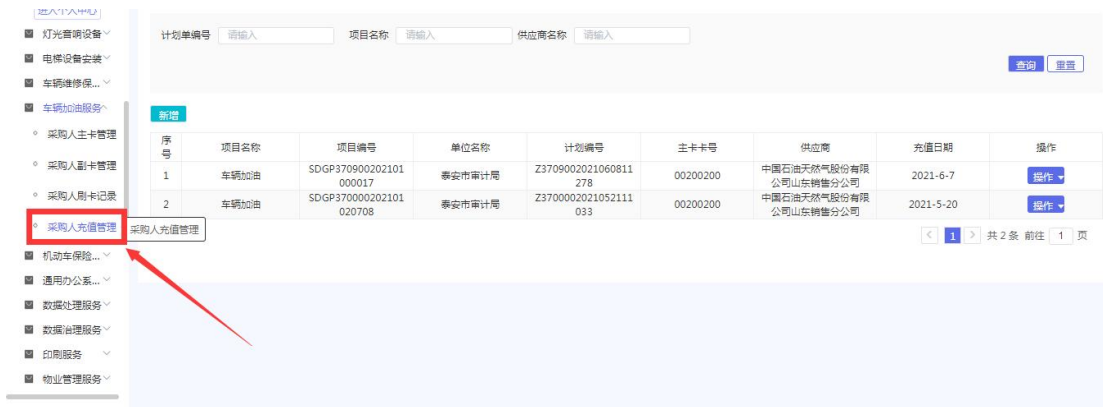 进入个人中心
灯光音响设备
电梯设备安装
车辆维修保...
车辆加油服务
采购人主卡管理
采购人副卡管理
采购人刷卡记录
采购人充值管理
采购人充值管理
机动车保险...
通用办公系...
数据处理服务
数据治理服务
印刷服务
物业管理服务
计划单编号 请输入 项目名称 请输入 供应商名称 请输入
查询 重置
新增
序号 项目名称 项目编号 单位名称 计划编号 主卡卡号 供应商 充值日期 操作
1 车辆加油 SDGP370900202101000017 泰安市审计局 Z3709002021060811278 00200200 中国石油天然气股份有限公司山东销售分公司 2021-6-7 操作
2 车辆加油 SDGP370000202101020708 泰安市审计局 Z3700002021052111033 00200200 中国石油天然气股份有限公司山东销售分公司 2021-5-20 操作
< 1 > 共 2 条 前往 1 页